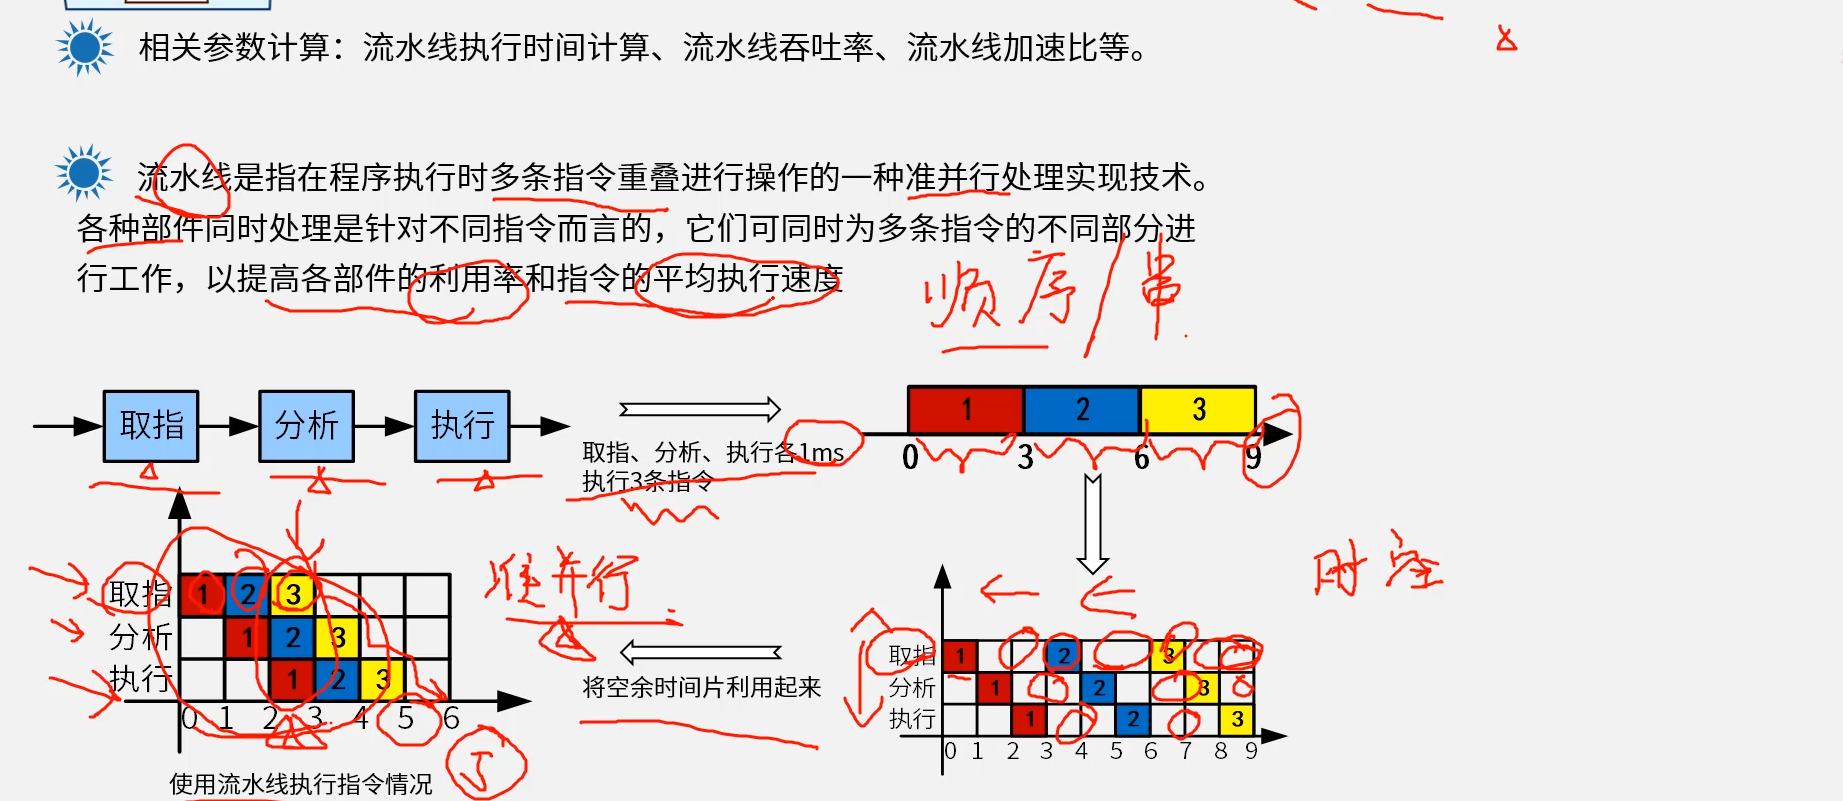 相关参数计算：流水线执行时间计算、流水线吞吐率、流水线加速比等。
流水线是指在程序执行时多条指令重叠进行操作的一种准并行处理实现技术。
各种部件同时处理是针对不同指令而言的，它们可同时为多条指令的不同部分进
行工作，以提高各部件的利用率和指令的平均执行速度
顺序/串
取指 分析 执行
取指、分析、执行各1ms
执行3条指令
1 2 3
0 3 6 9
准并行
时空
取指 1 2 3
分析 1 2 3
执行 1 2 3
0 1 2 3 4 5 6
5
使用流水线执行指令情况
将空余时间片利用起来
取指 1 2 3
分析 1 2 3
执行 1 2 3
0 1 2 3 4 5 6 7 8 9